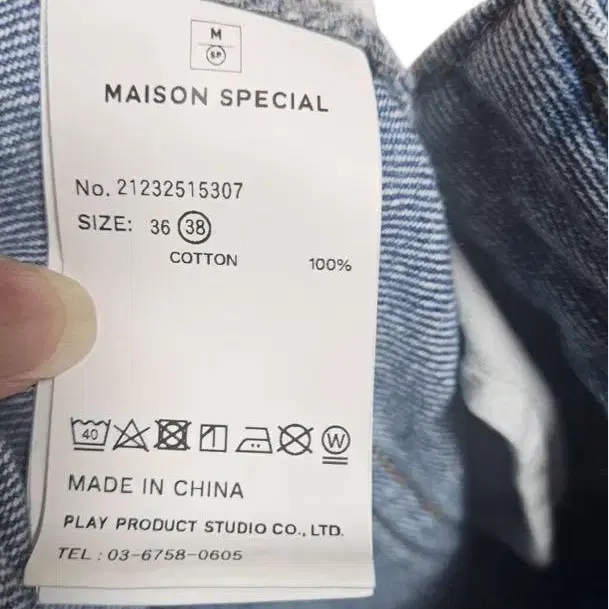 M
SP
MAISON SPECIAL
No. 21232515307
SIZE: 36 38
COTTON 100%
40 W
MADE IN CHINA
PLAY PRODUCT STUDIO CO., LTD.
TEL : 03-6758-0605